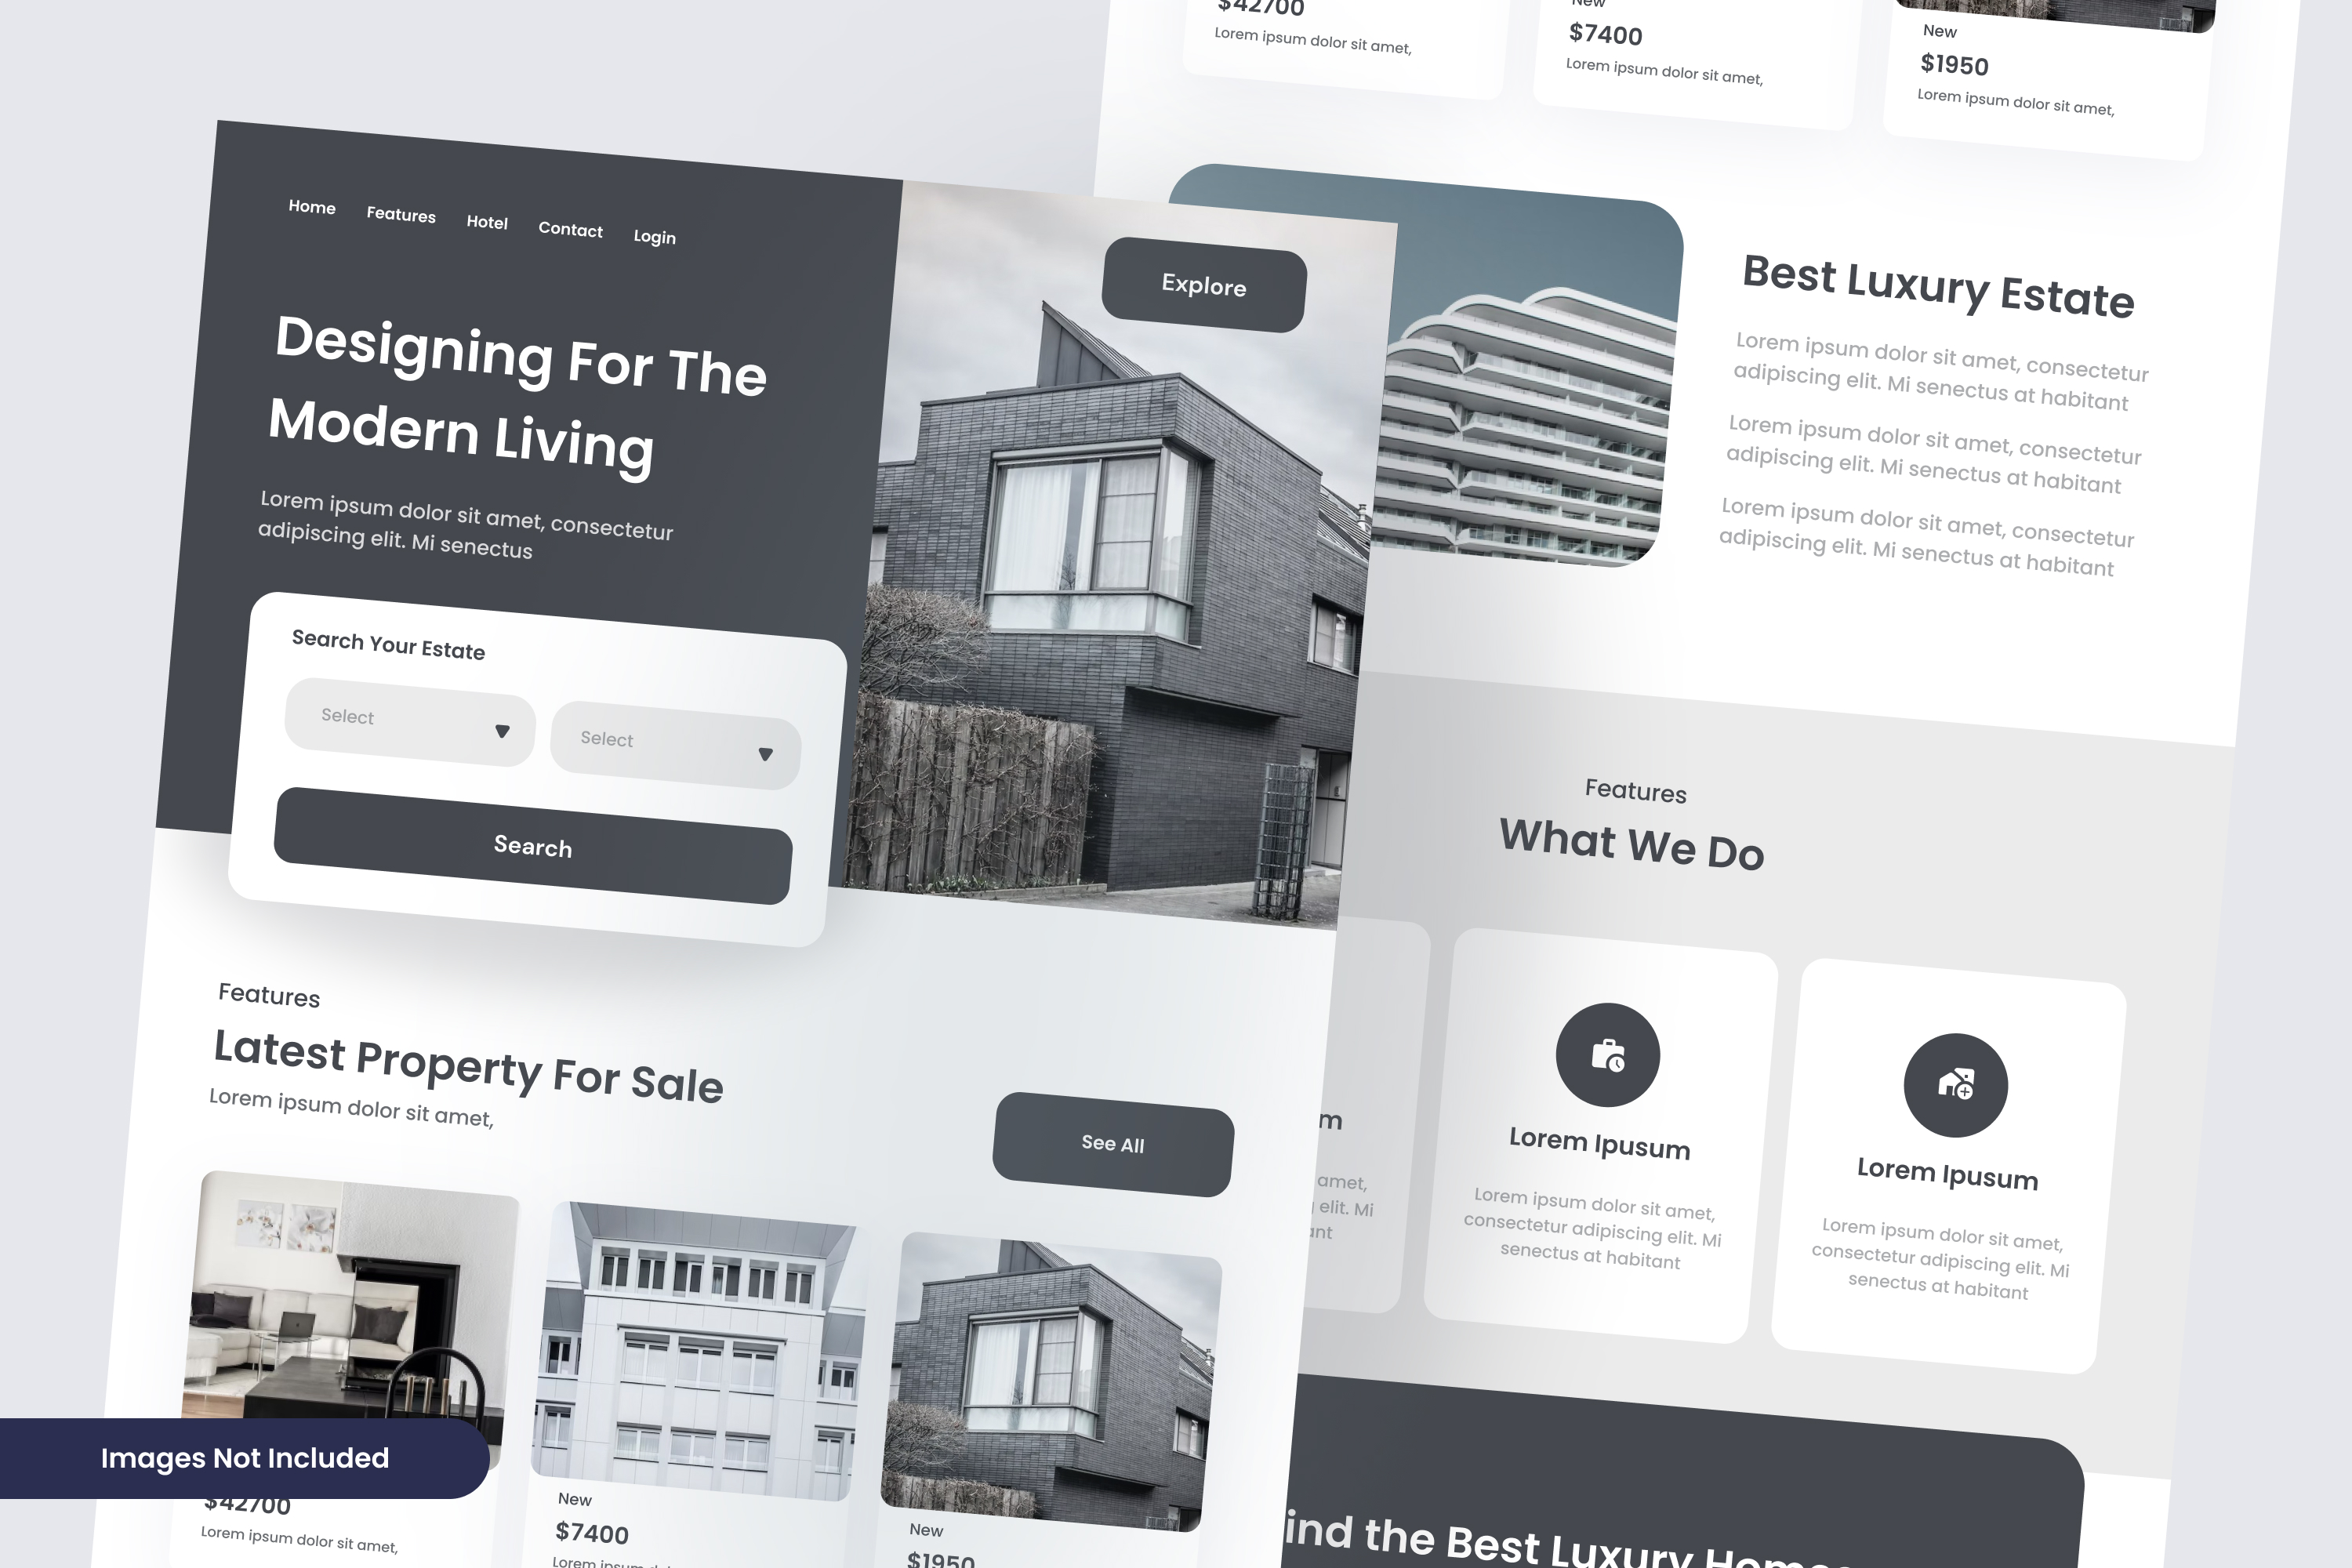 Home Features Hotel Contact Login
Explore
Designing For The
Modern Living
Lorem ipsum dolor sit amet, consectetur
adipiscing elit. Mi senectus
Search Your Estate
Select Select
Search
Features
Latest Property For Sale
Lorem ipsum dolor sit amet,
See All
Images Not Included
$42700
Lorem ipsum dolor sit amet,
New
$7400
Lorem ipsum
New
$1950
$42700
Lorem ipsum dolor sit amet,
New
$7400
Lorem ipsum dolor sit amet,
New
$1950
Lorem ipsum dolor sit amet,
Best Luxury Estate
Lorem ipsum dolor sit amet, consectetur
adipiscing elit. Mi senectus at habitant
Lorem ipsum dolor sit amet, consectetur
adipiscing elit. Mi senectus at habitant
Lorem ipsum dolor sit amet, consectetur
adipiscing elit. Mi senectus at habitant
Features
What We Do
m
amet,
elit. Mi
ant
Lorem Ipusum
Lorem ipsum dolor sit amet,
consectetur adipiscing elit. Mi
senectus at habitant
Lorem Ipusum
Lorem ipsum dolor sit amet,
consectetur adipiscing elit. Mi
senectus at habitant
ind the Best Luxury Homes